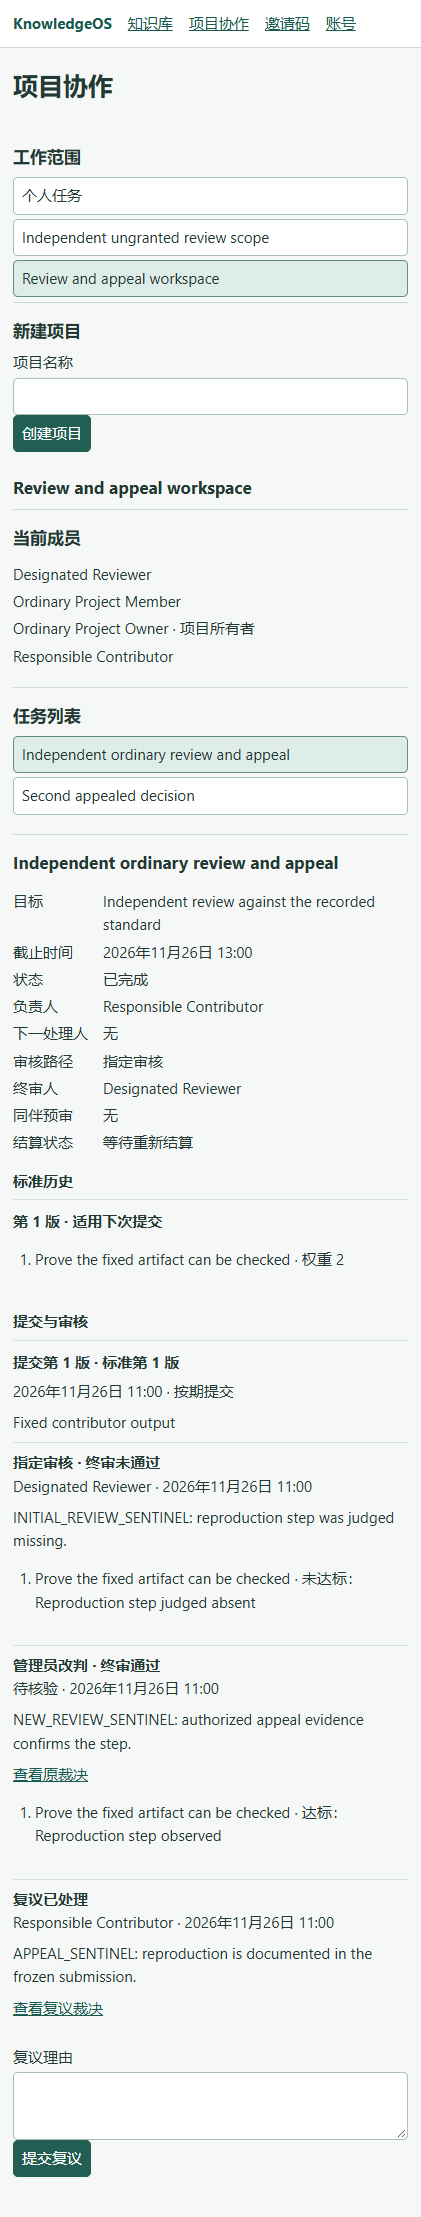 KnowledgeOS 知识库 项目协作 邀请码 账号
项目协作
工作范围
个人任务
Independent ungranted review scope
Review and appeal workspace
新建项目
项目名称
创建项目
Review and appeal workspace
当前成员
Designated Reviewer
Ordinary Project Member
Ordinary Project Owner · 项目所有者
Responsible Contributor
任务列表
Independent ordinary review and appeal
Second appealed decision
Independent ordinary review and appeal
目标 Independent review against the recorded
standard
截止时间 2026年11月26日 13:00
状态 已完成
负责人 Responsible Contributor
下一处理人 无
审核路径 指定审核
终审人 Designated Reviewer
同伴预审 无
结算状态 等待重新结算
标准历史
第 1 版 · 适用下次提交
1. Prove the fixed artifact can be checked · 权重 2
提交与审核
提交第 1 版 · 标准第 1 版
2026年11月26日 11:00 · 按期提交
Fixed contributor output
指定审核 · 终审未通过
Designated Reviewer · 2026年11月26日 11:00
INITIAL_REVIEW_SENTINEL: reproduction step was judged
missing.
1. Prove the fixed artifact can be checked · 未达标：
Reproduction step judged absent
管理员改判 · 终审通过
待核验 · 2026年11月26日 11:00
NEW_REVIEW_SENTINEL: authorized appeal evidence
confirms the step.
查看原裁决
1. Prove the fixed artifact can be checked · 达标：
Reproduction step observed
复议已处理
Responsible Contributor · 2026年11月26日 11:00
APPEAL_SENTINEL: reproduction is documented in the
frozen submission.
查看复议裁决
复议理由
提交复议